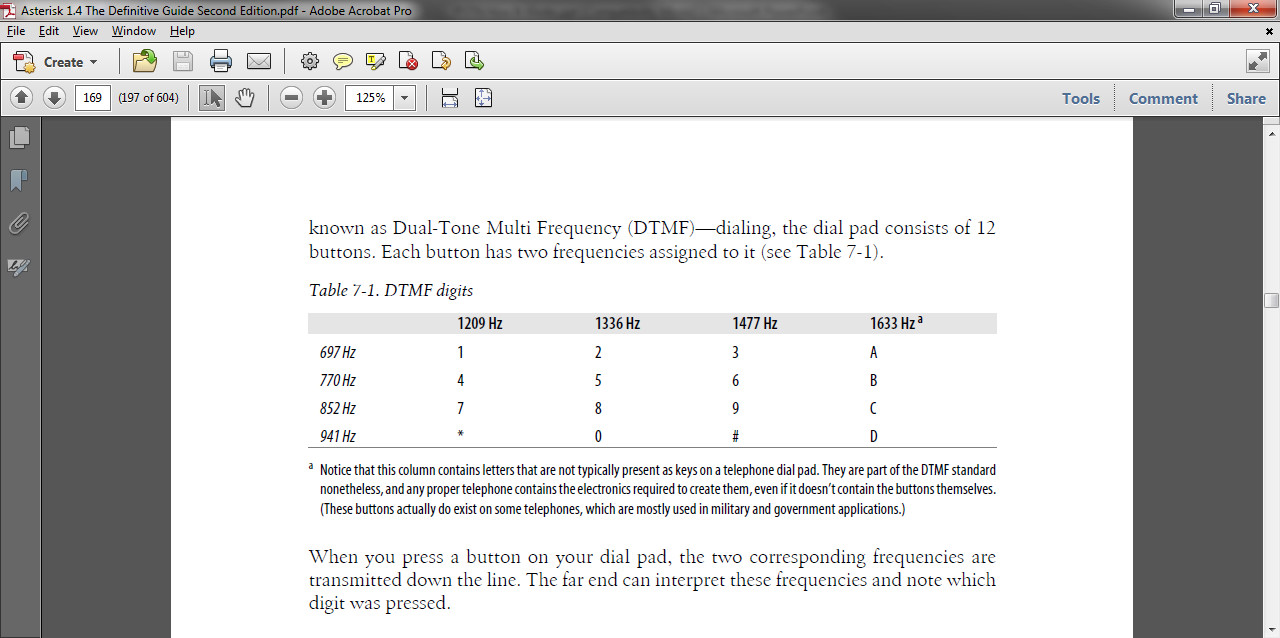 Asterisk 1.4 The Definitive Guide Second Edition.pdf - Adobe Acrobat Pro
File Edit View Window Help
Create
169 (197 of 604) 125% Tools Comment Share
known as Dual-Tone Multi Frequency (DTMF)—dialing, the dial pad consists of 12
buttons. Each button has two frequencies assigned to it (see Table 7-1).
Table 7-1. DTMF digits
1209 Hz 1336 Hz 1477 Hz 1633 Hz a
697 Hz 1 2 3 A
770 Hz 4 5 6 B
852 Hz 7 8 9 C
941 Hz * 0 # D
a Notice that this column contains letters that are not typically present as keys on a telephone dial pad. They are part of the DTMF standard
nonetheless, and any proper telephone contains the electronics required to create them, even if it doesn’t contain the buttons themselves.
(These buttons actually do exist on some telephones, which are mostly used in military and government applications.)
When you press a button on your dial pad, the two corresponding frequencies are
transmitted down the line. The far end can interpret these frequencies and note which
digit was pressed.